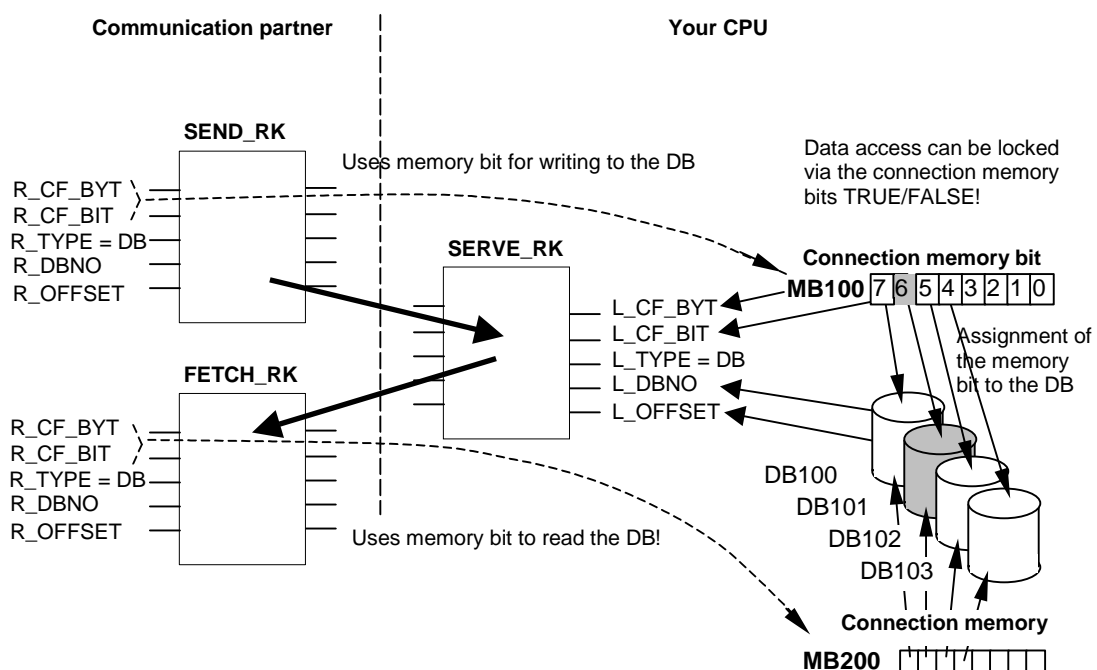 Communication partner
Your CPU
SEND_RK
R_CF_BYT
R_CF_BIT
R_TYPE = DB
R_DBNO
R_OFFSET
Uses memory bit for writing to the DB
Data access can be locked
via the connection memory
bits TRUE/FALSE!
SERVE_RK
L_CF_BYT
L_CF_BIT
L_TYPE = DB
L_DBNO
L_OFFSET
Connection memory bit
MB100 7 6 5 4 3 2 1 0
Assignment of
the memory
bit to the DB
FETCH_RK
R_CF_BYT
R_CF_BIT
R_TYPE = DB
R_DBNO
R_OFFSET
Uses memory bit to read the DB!
DB100
DB101
DB102
DB103
Connection memory
MB200